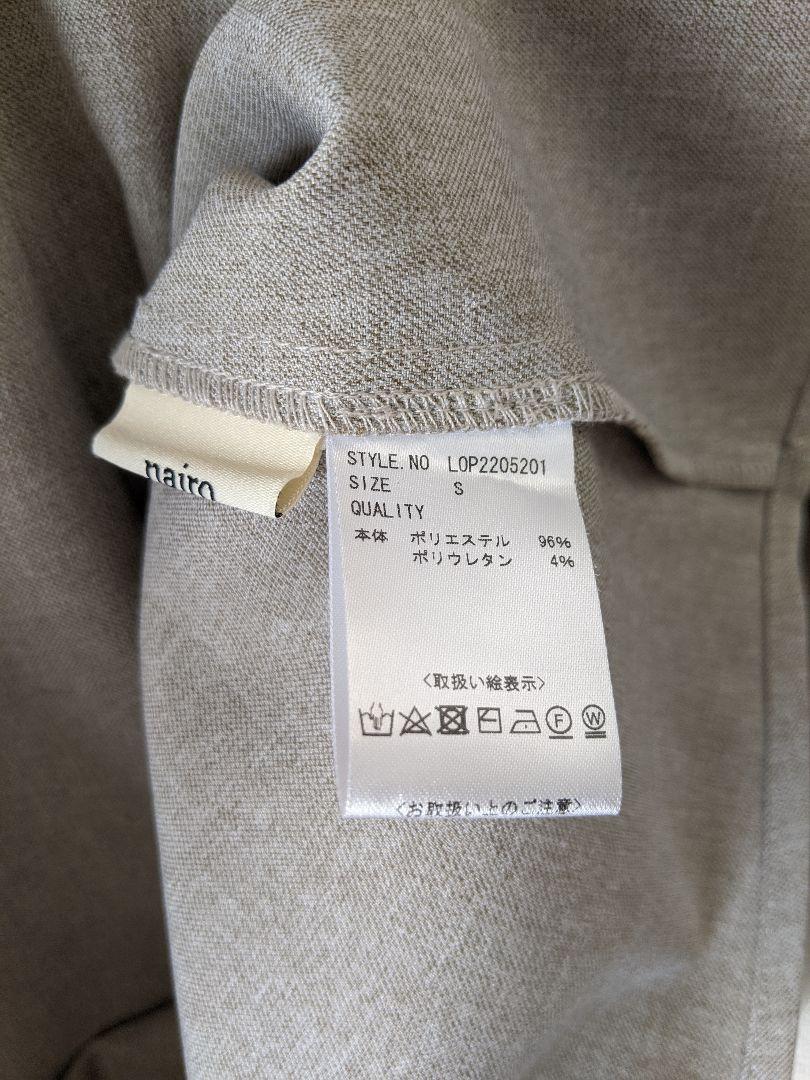 nairo
STYLE.NO LOP2205201
SIZE S
QUALITY
本体 ポリエステル 96%
ポリウレタン 4%
<取扱い絵表示>
F W
<お取扱い上のご注意>